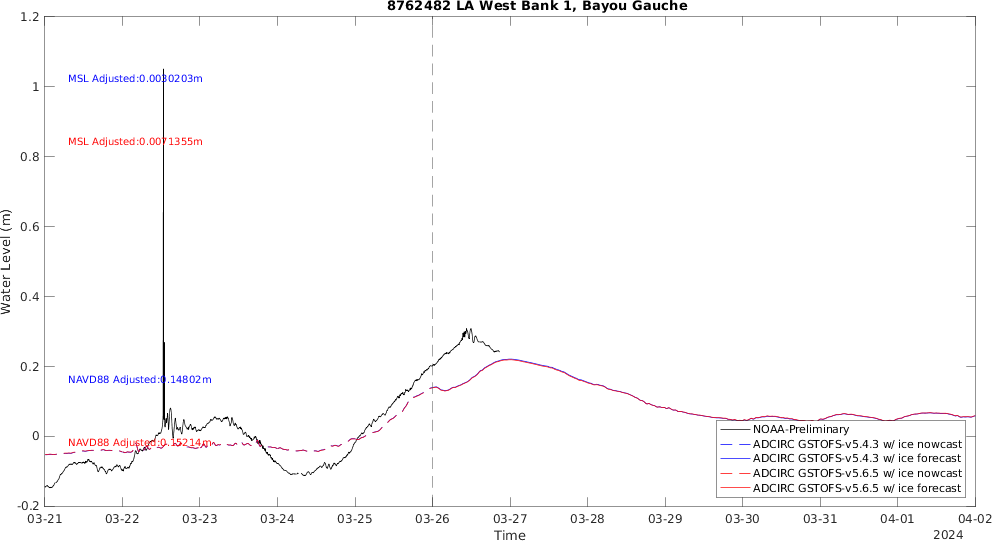 8762482 LA West Bank 1, Bayou Gauche
Water Level (m)
1.2
1
0.8
0.6
0.4
0.2
0
-0.2
MSL Adjusted:0.0030203m
MSL Adjusted:0.0071355m
NAVD88 Adjusted:0.14802m
NAVD88 Adjusted:0.15214m
NOAA-Preliminary
ADCIRC GSTOFS-v5.4.3 w/ ice nowcast
ADCIRC GSTOFS-v5.4.3 w/ ice forecast
ADCIRC GSTOFS-v5.6.5 w/ ice nowcast
ADCIRC GSTOFS-v5.6.5 w/ ice forecast
03-21 03-22 03-23 03-24 03-25 03-26 03-27 03-28 03-29 03-30 03-31 04-01 04-02
Time
2024